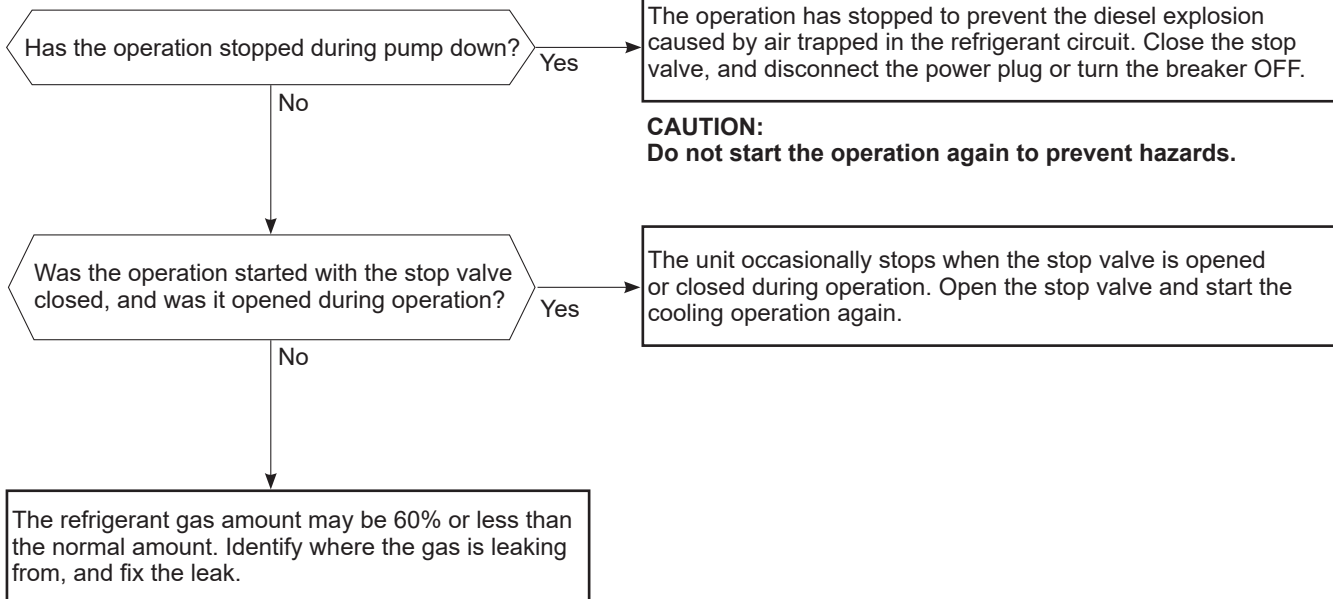 Has the operation stopped during pump down?
Yes
The operation has stopped to prevent the diesel explosion
caused by air trapped in the refrigerant circuit. Close the stop
valve, and disconnect the power plug or turn the breaker OFF.
CAUTION:
Do not start the operation again to prevent hazards.
No
Was the operation started with the stop valve
closed, and was it opened during operation?
Yes
The unit occasionally stops when the stop valve is opened
or closed during operation. Open the stop valve and start the
cooling operation again.
No
The refrigerant gas amount may be 60% or less than
the normal amount. Identify where the gas is leaking
from, and fix the leak.